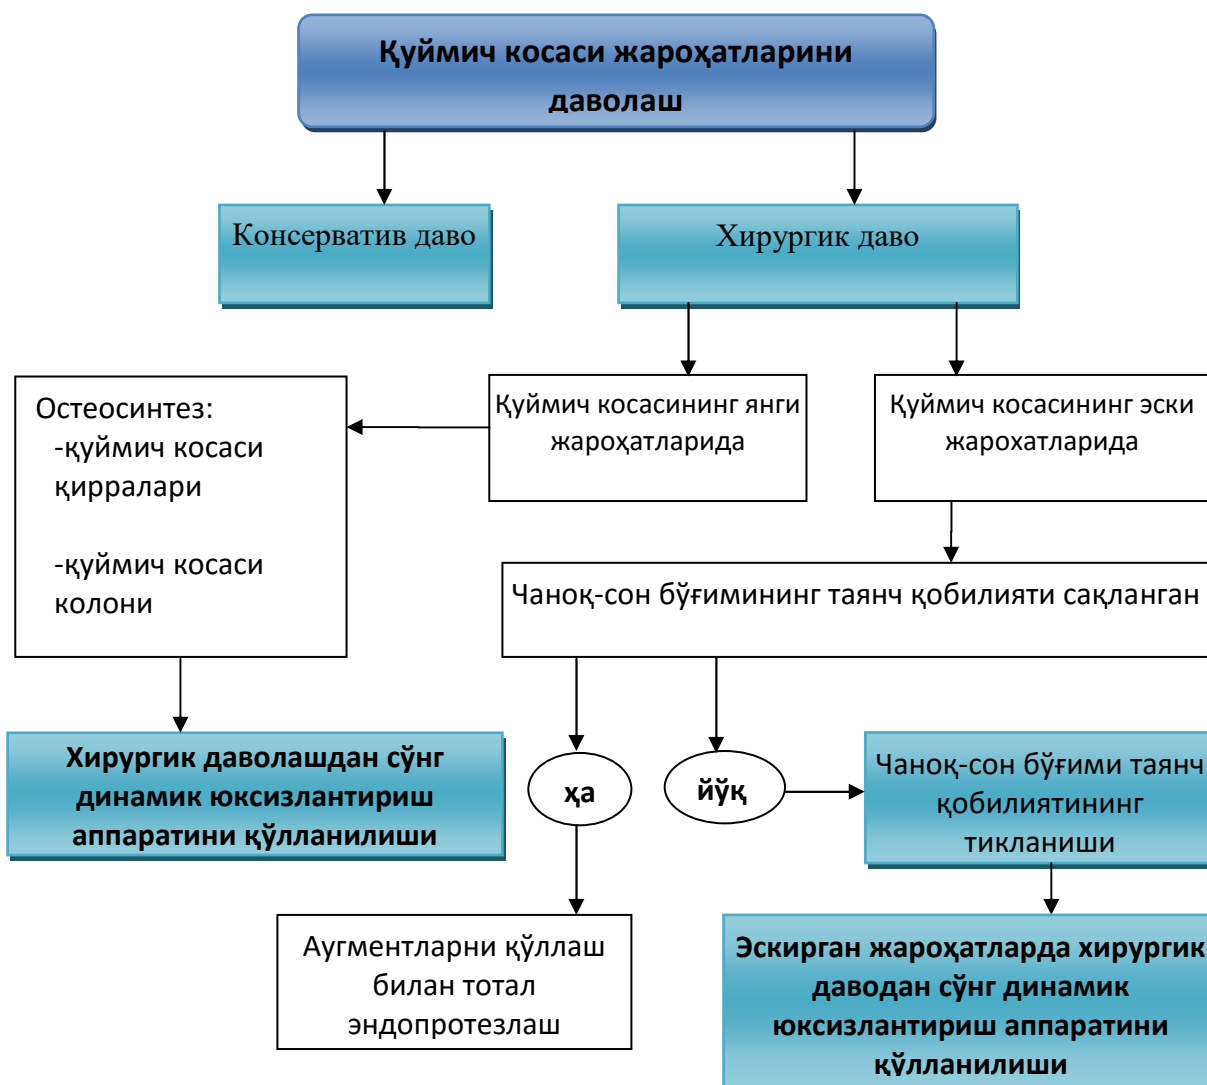 Қуймич косаси жароҳатларини
даволаш
Консерватив даво
Хирургик даво
Остеосинтез:
-қуймич косаси
қирралари
-қуймич косаси
колони
Қуймич косасининг янги
жароҳатларида
Қуймич косасининг эски
жарохатларида
Чаноқ-сон бўғимининг таянч қобилияти сақланган
Хирургик даволашдан сўнг
динамик юксизлантириш
аппаратини қўлланилиши
ҳа
йўқ
Чаноқ-сон бўғими таянч
қобилиятининг
тикланиши
Аугментларни қўллаш
билан тотал
эндопротезлаш
Эскирган жароҳатларда хирургик
даводан сўнг динамик
юксизлантириш аппаратини
қўлланилиши